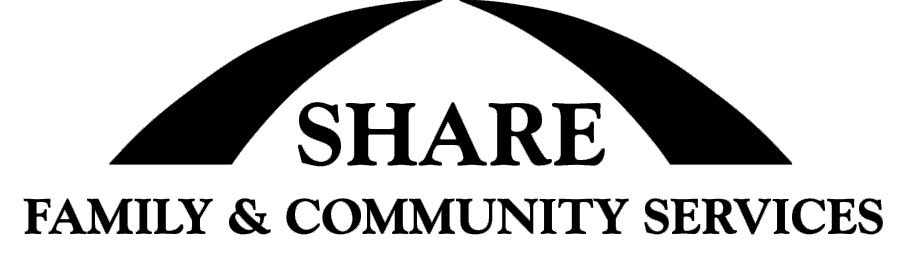 SHARE
FAMILY & COMMUNITY SERVICES